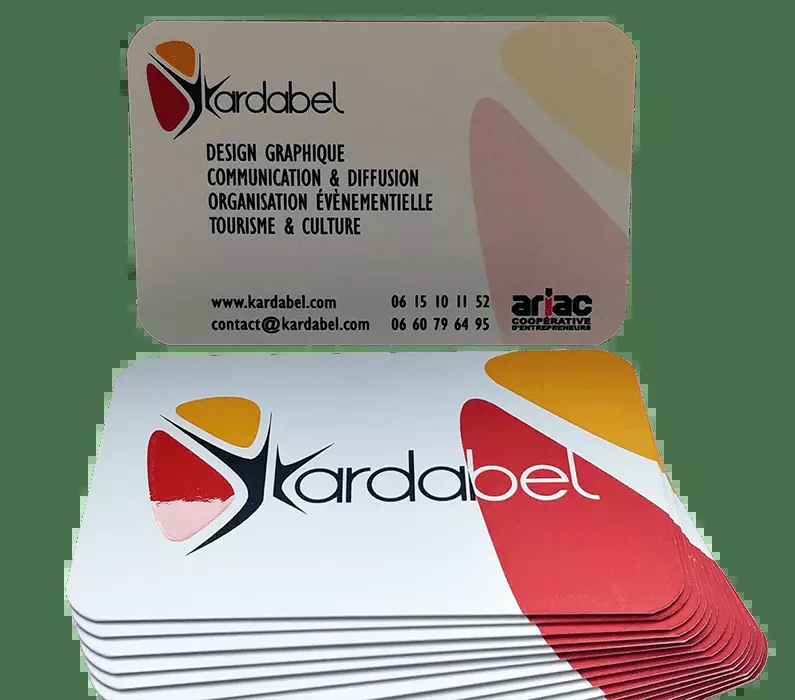 Kardabel
DESIGN GRAPHIQUE
COMMUNICATION & DIFFUSION
ORGANISATION ÉVÈNEMENTIELLE
TOURISME & CULTURE
www.kardabel.com 06 15 10 11 52
contact@kardabel.com 06 60 79 64 95
ariac
COOPÉRATIVE
D'ENTREPRENEURS
Kardabel